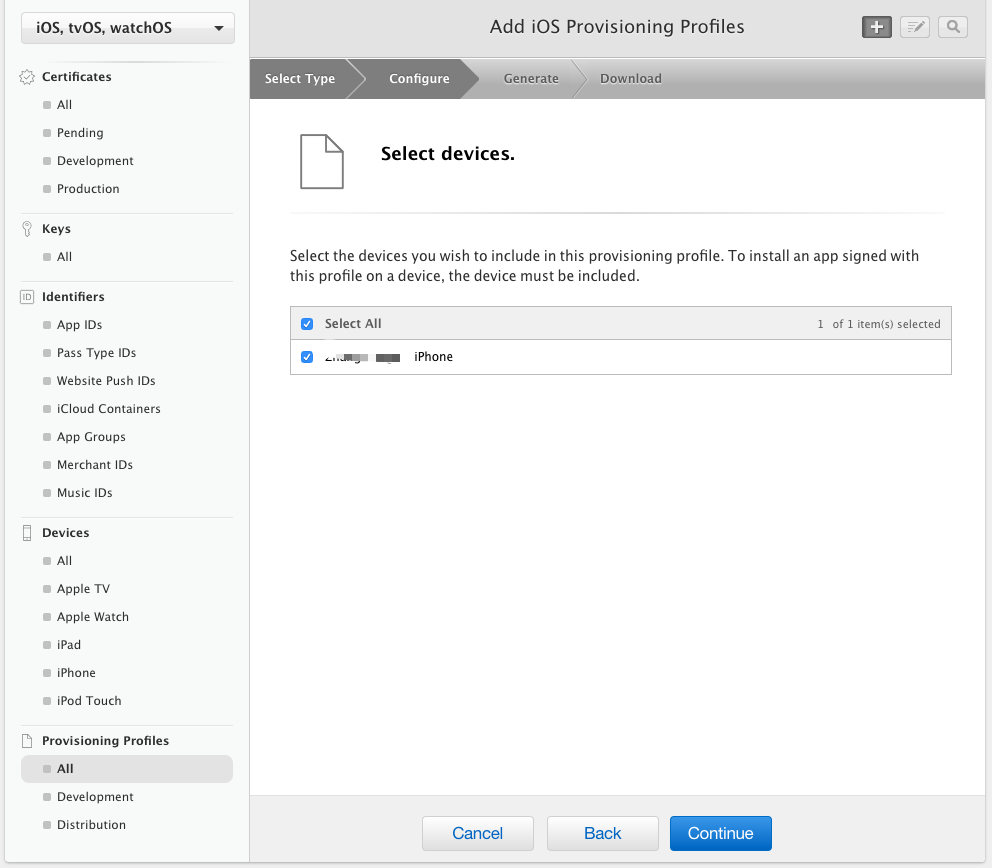 iOS, tvOS, watchOS
Add iOS Provisioning Profiles
Select Type
Configure
Generate
Download
Certificates
All
Pending
Development
Production
Keys
All
ID
Identifiers
App IDs
Pass Type IDs
Website Push IDs
iCloud Containers
App Groups
Merchant IDs
Music IDs
Devices
All
Apple TV
Apple Watch
iPad
iPhone
iPod Touch
Provisioning Profiles
All
Development
Distribution
Select devices.
Select the devices you wish to include in this provisioning profile. To install an app signed with
this profile on a device, the device must be included.
Select All
1 of 1 item(s) selected
iPhone
Cancel
Back
Continue